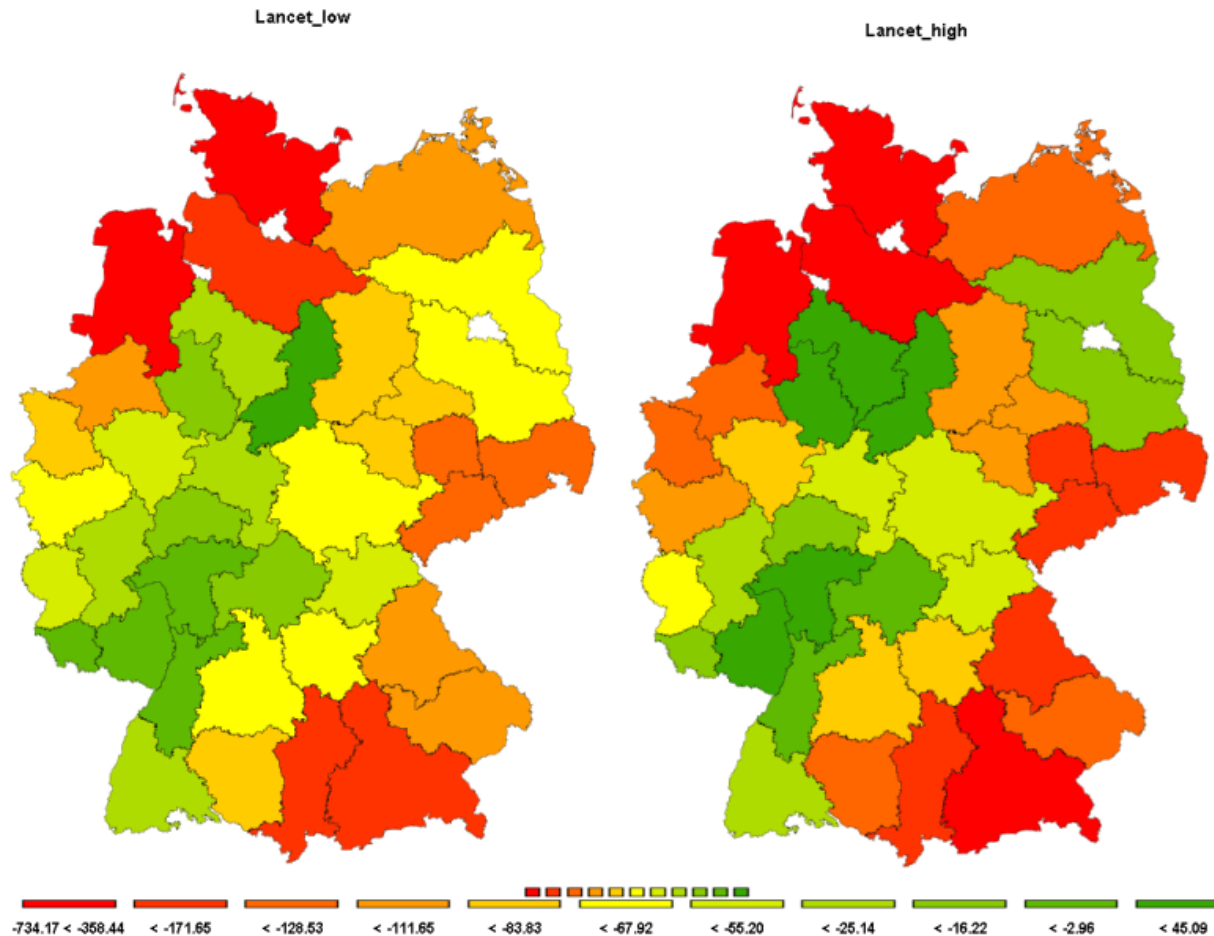 Lancet_low
Lancet_high
-734.17 < -358.44 < -171.65 < -128.53 < -111.65 < -83.83 < -67.92 < -55.20 < -25.14 < -16.22 < -2.96 < 45.09